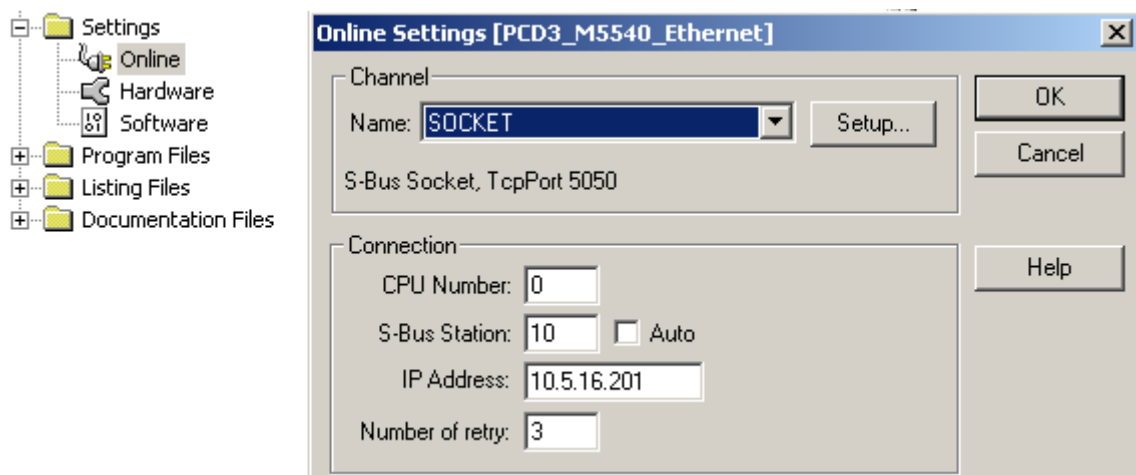 Settings
Online
Hardware
Software
Program Files
Listing Files
Documentation Files
Online Settings [PCD3_M5540_Ethernet]
Channel
Name: SOCKET Setup...
S-Bus Socket, TcpPort 5050
OK
Cancel
Connection
CPU Number: 0
S-Bus Station: 10 Auto
IP Address: 10.5.16.201
Number of retry: 3
Help